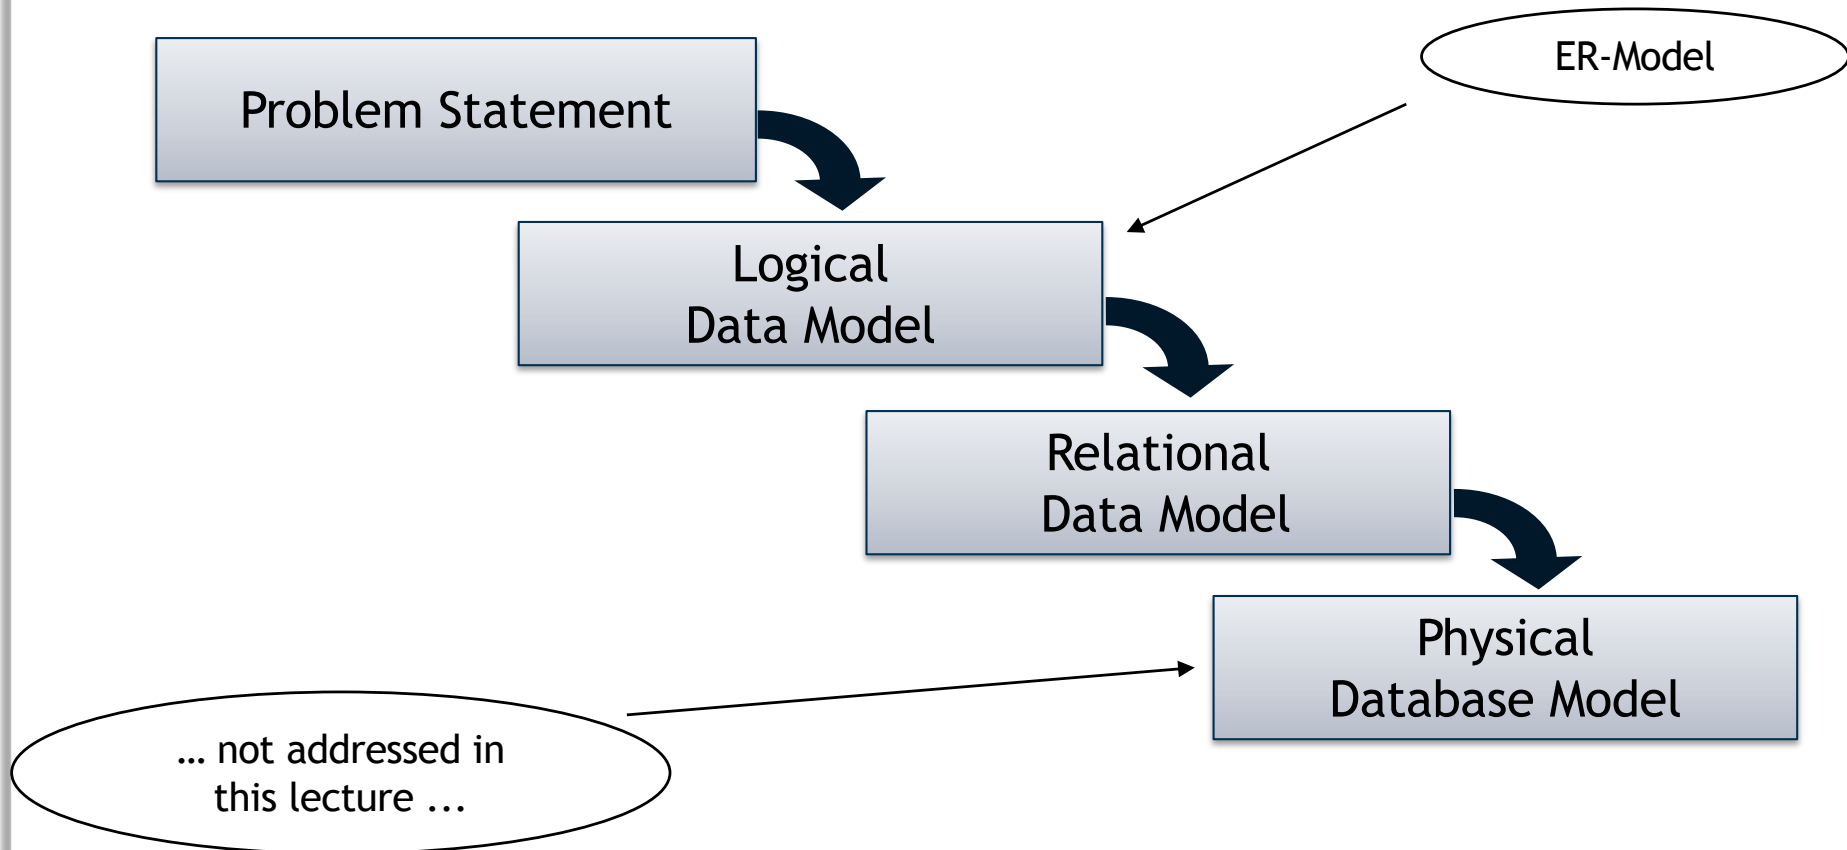 ER-Model
Problem Statement
Logical
Data Model
Relational
Data Model
Physical
Database Model
… not addressed in
this lecture ...